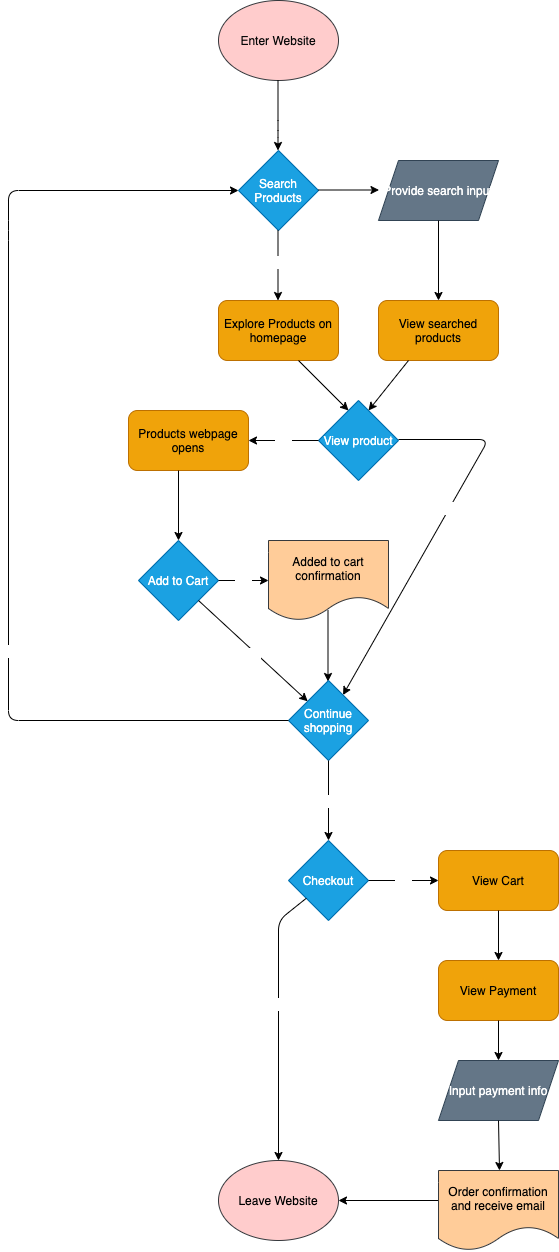 Enter Website
Search
Products
Provide search input
Explore Products on
homepage
View searched
products
View product
Products webpage
opens
Add to Cart
Added to cart
confirmation
Continue
shopping
Checkout
View Cart
View Payment
Input payment info
Order confirmation
and receive email
Leave Website